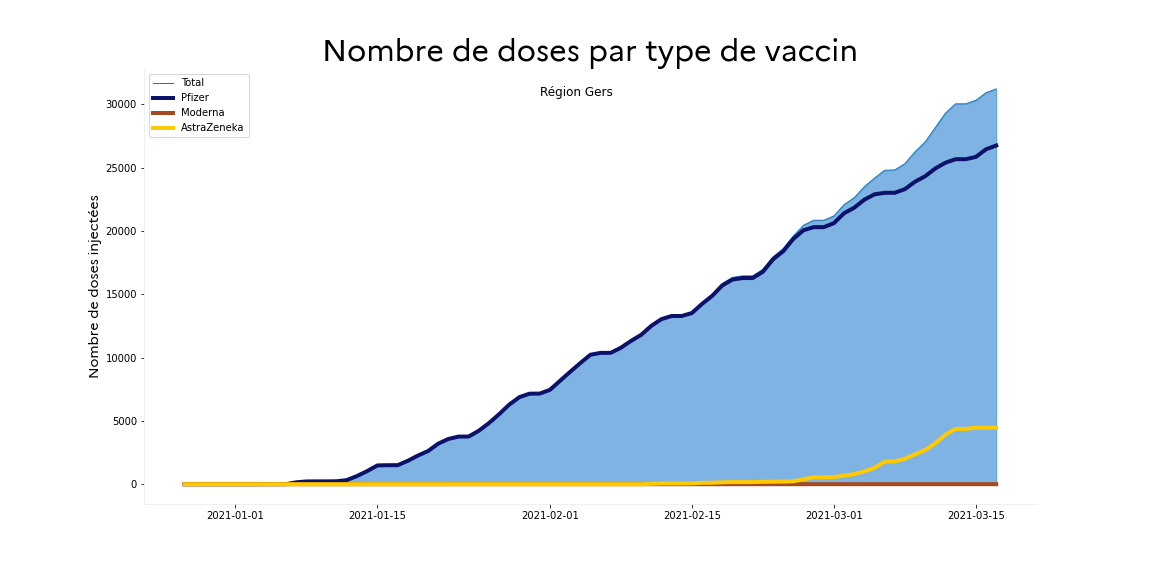 Nombre de doses par type de vaccin
Région Gers
Total
Pfizer
Moderna
AstraZeneka
Nombre de doses injectées
30000
25000
20000
15000
10000
5000
0
2021-01-01
2021-01-15
2021-02-01
2021-02-15
2021-03-01
2021-03-15